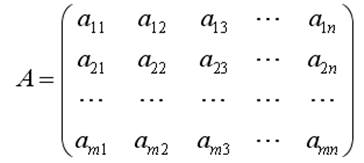 a₁₁ a₁₂ a₁₃ ⋯ a₁ₙ
a₂₁ a₂₂ a₂₃ ⋯ a₂ₙ
A =
⋯ ⋯ ⋯ ⋯ ⋯
aₘ₁ aₘ₂ aₘ₃ ⋯ aₘₙ